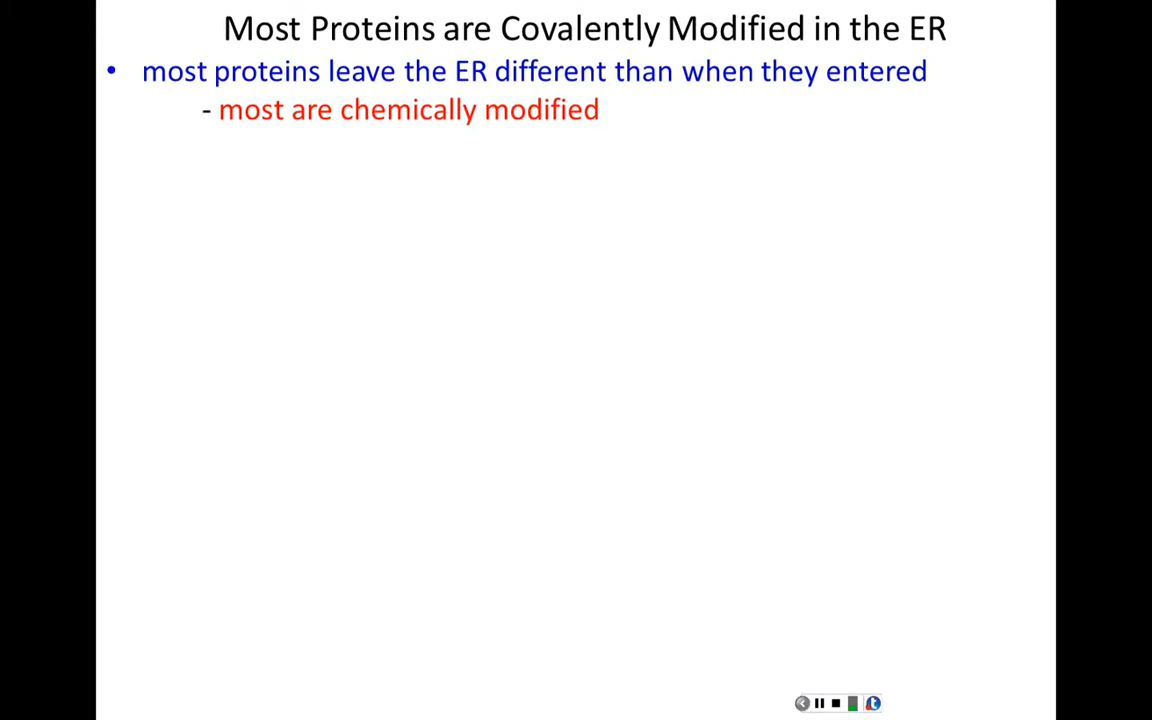 Most Proteins are Covalently Modified in the ER
• most proteins leave the ER different than when they entered
- most are chemically modified